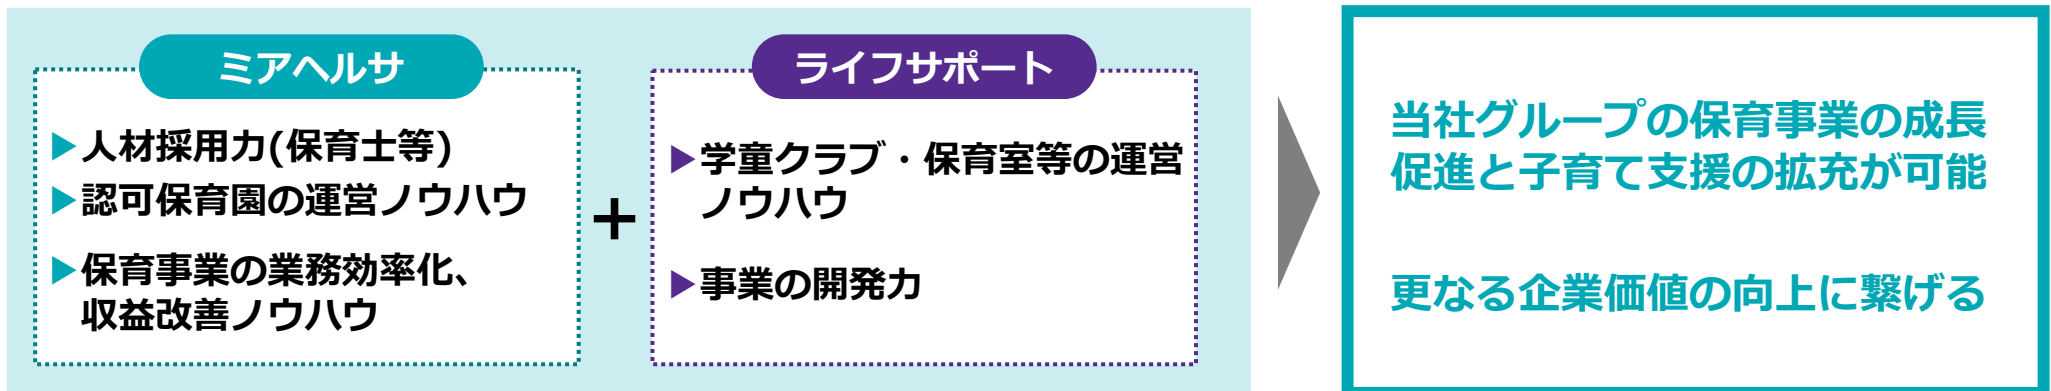 ミアヘルサ
▶人材採用力(保育士等)
▶認可保育園の運営ノウハウ
▶保育事業の業務効率化、
収益改善ノウハウ
+
ライフサポート
▶学童クラブ・保育室等の運営
ノウハウ
▶事業の開発力
当社グループの保育事業の成長
促進と子育て支援の拡充が可能
更なる企業価値の向上に繋げる